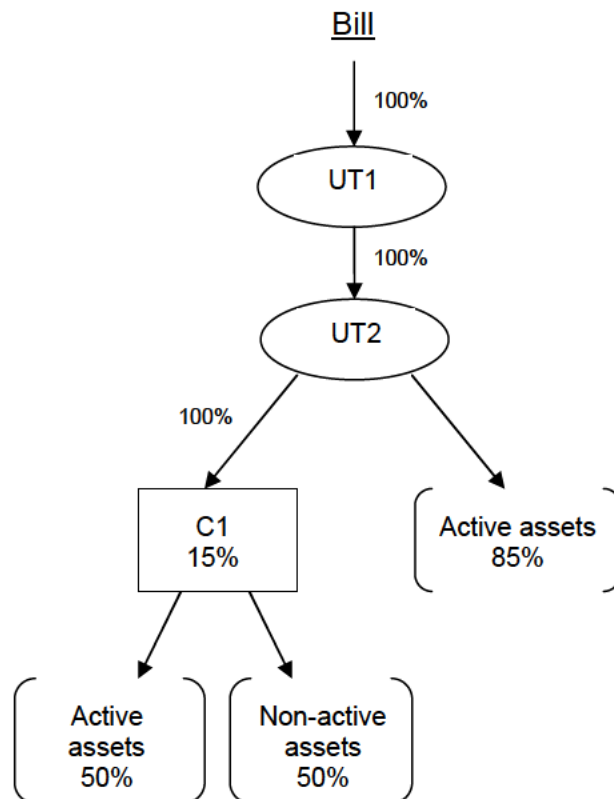 Bill
100%
UT1
100%
UT2
100%
C1
15%
Active assets
85%
Active
assets
50%
Non-active
assets
50%